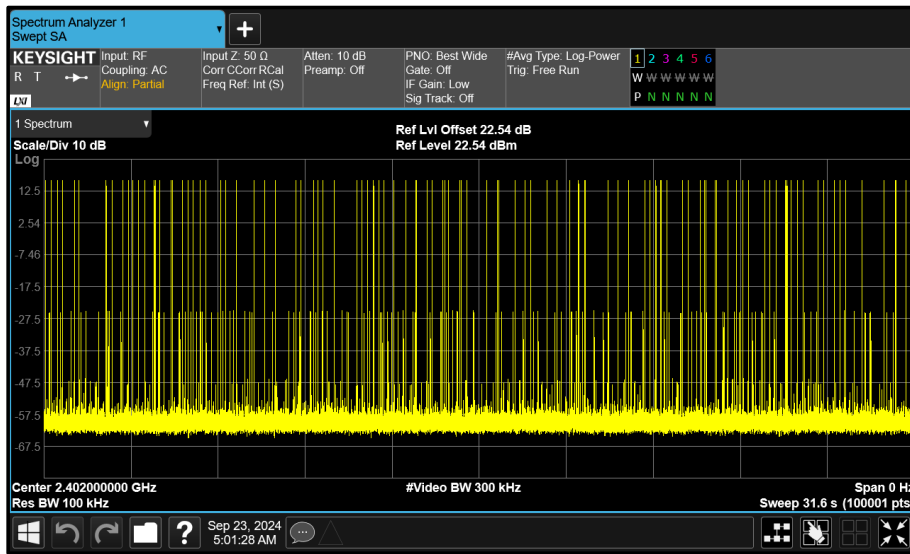 Spectrum Analyzer 1
Swept SA
KEYSIGHT
R T
LXI
Input: RF
Coupling: AC
Align: Partial
Input Z: 50 Ω
Corr CCorr RCal
Freq Ref: Int (S)
Atten: 10 dB
Preamp: Off
PNO: Best Wide
Gate: Off
IF Gain: Low
Sig Track: Off
#Avg Type: Log-Power
Trig: Free Run
1 2 3 4 5 6
W W W W W W
P N N N N N
1 Spectrum
Scale/Div 10 dB
Ref Lvl Offset 22.54 dB
Ref Level 22.54 dBm
Log
12.5
2.54
-7.46
-17.5
-27.5
-37.5
-47.5
-57.5
-67.5
Center 2.402000000 GHz
#Video BW 300 kHz
Span 0 Hz
Res BW 100 kHz
Sweep 31.6 s (100001 pts
?
Sep 23, 2024
5:01:28 AM